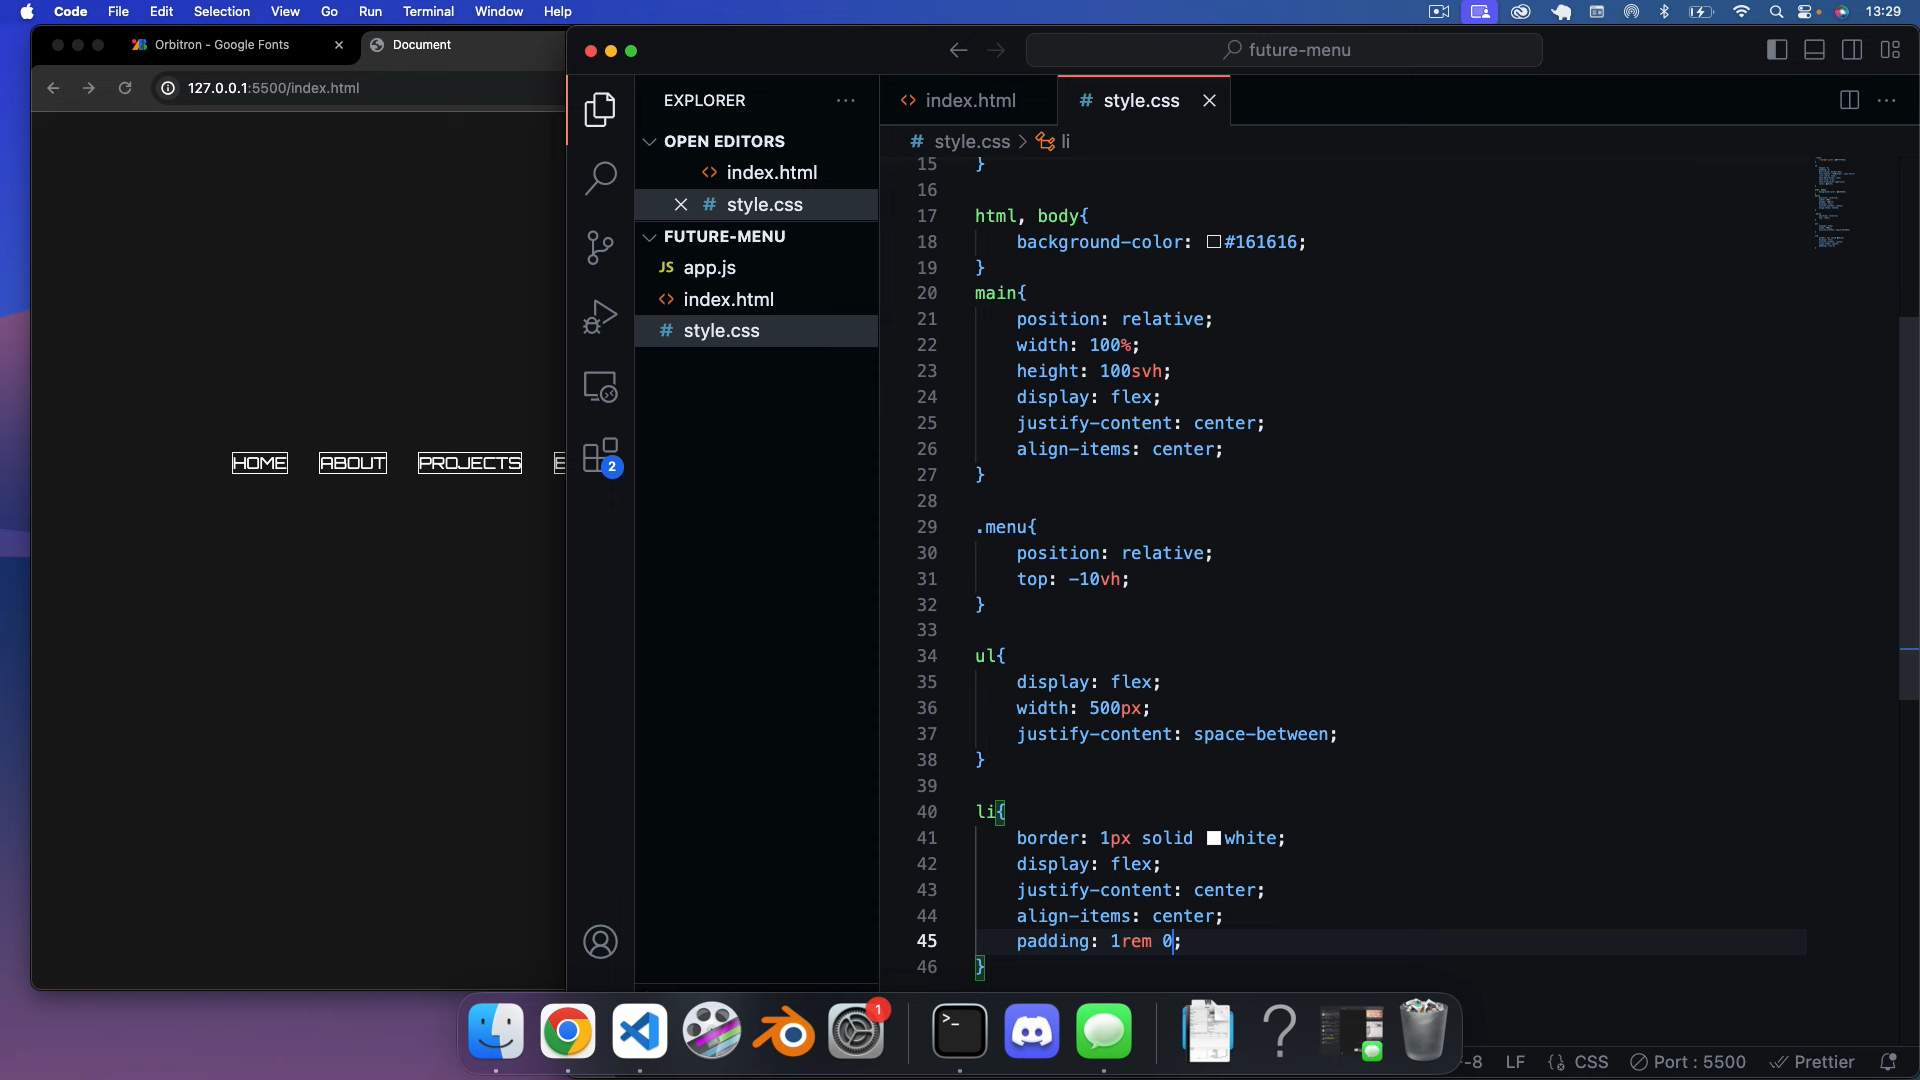 Code File Edit Selection View Go Run Terminal Window Help 13:29
Orbitron - Google Fonts
Document
127.0.0.1:5500/index.html
HOME ABOUT PROJECTS
future-menu
EXPLORER
OPEN EDITORS
index.html
style.css
FUTURE-MENU
JS app.js
index.html
style.css
2
index.html
style.css
style.css > li
15 }
16
17 html, body{
18 background-color: #161616;
19 }
20 main{
21 position: relative;
22 width: 100%;
23 height: 100svh;
24 display: flex;
25 justify-content: center;
26 align-items: center;
27 }
28
29 .menu{
30 position: relative;
31 top: -10vh;
32 }
33
34 ul{
35 display: flex;
36 width: 500px;
37 justify-content: space-between;
38 }
39
40 li{
41 border: 1px solid white;
42 display: flex;
43 justify-content: center;
44 align-items: center;
45 padding: 1rem 0;
46 }
1
-8 LF {} CSS Port : 5500 Prettier